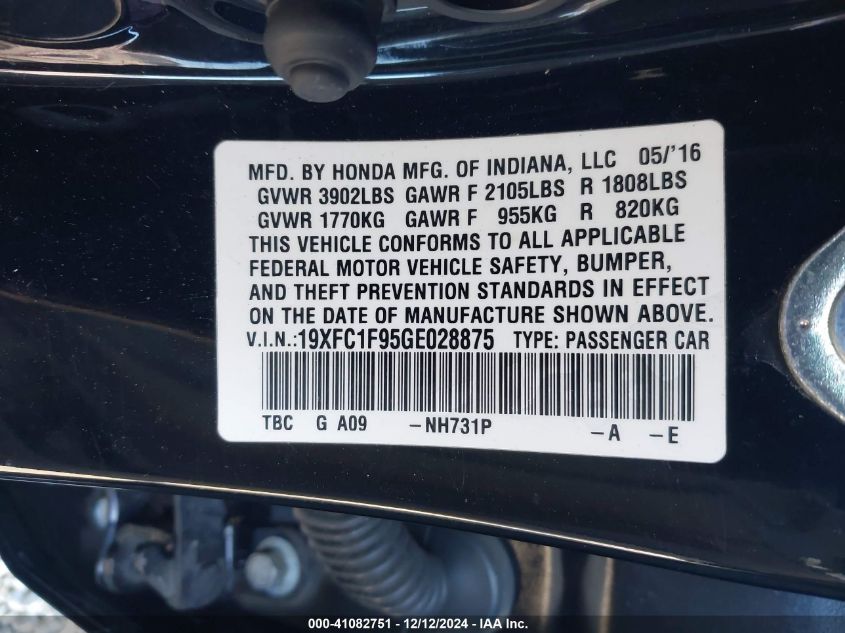 MFD. BY HONDA MFG. OF INDIANA, LLC 05/'16
GVWR 3902LBS GAWR F 2105LBS R 1808LBS
GVWR 1770KG GAWR F 955KG R 820KG
THIS VEHICLE CONFORMS TO ALL APPLICABLE
FEDERAL MOTOR VEHICLE SAFETY, BUMPER,
AND THEFT PREVENTION STANDARDS IN EFFECT
ON THE DATE OF MANUFACTURE SHOWN ABOVE.
V.I.N.:19XFC1F95GE028875 TYPE: PASSENGER CAR
TBC G A09 -NH731P -A -E
000-41082751 - 12/12/2024 - IAA Inc.